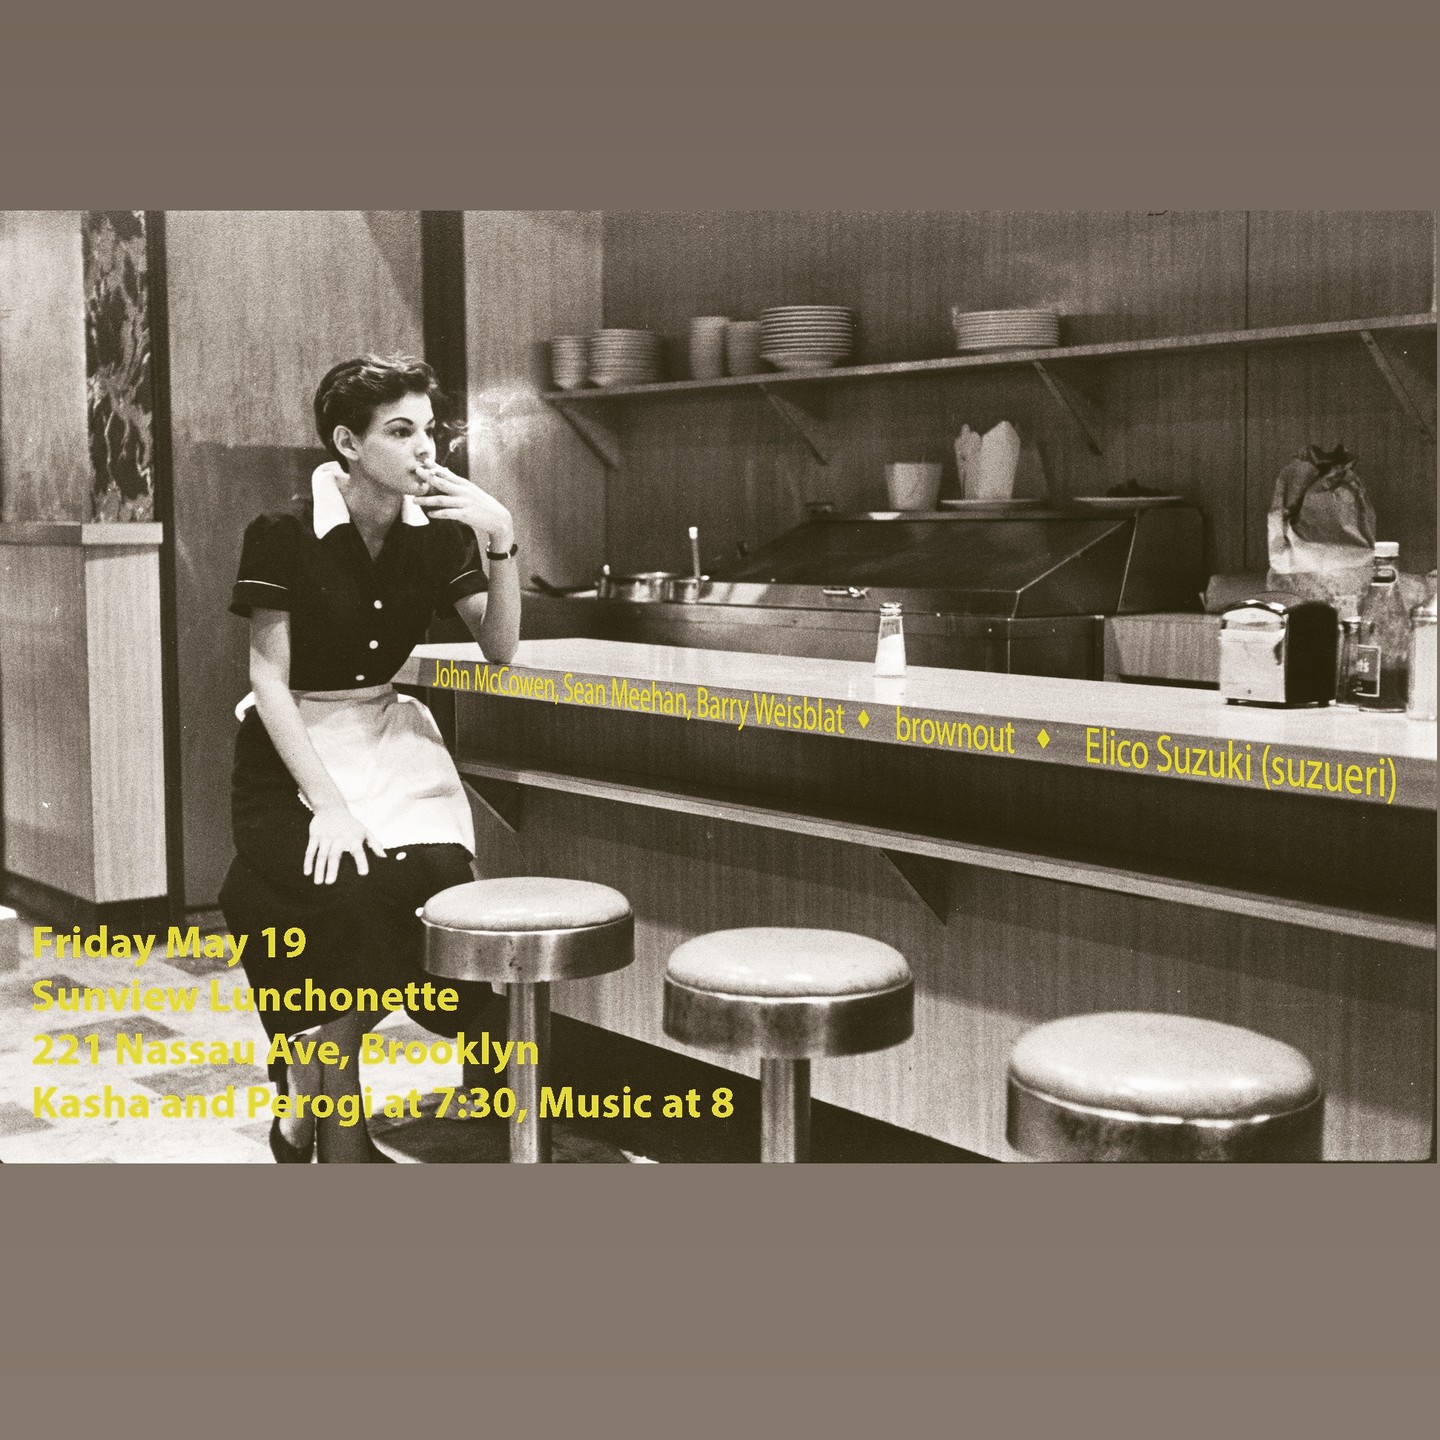 John McCowen, Sean Meehan, Barry Weisblat ♦ brownout ♦ Elico Suzuki (suzueri)
Friday May 19
Sunview Lunchonette
221 Nassau Ave, Brooklyn
Kasha and Perogi at 7:30, Music at 8